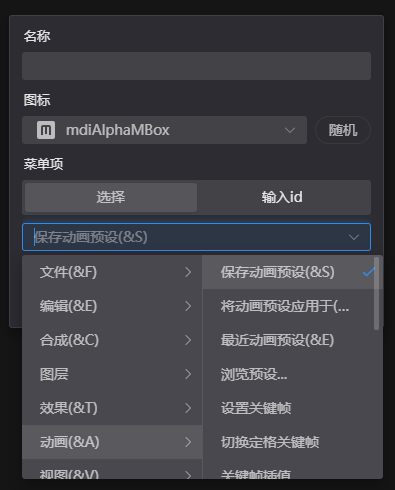 名称
图标
M mdiAlphaMBox 随机
菜单项
选择 输入id
保存动画预设(&S)
文件(&F) 保存动画预设(&S)
编辑(&E) 将动画预设应用于(...
合成(&C) 最近动画预设(&E)
图层 浏览预设...
效果(&T) 设置关键帧
动画(&A) 切换定格关键帧
视图(&V) 关键帧插值